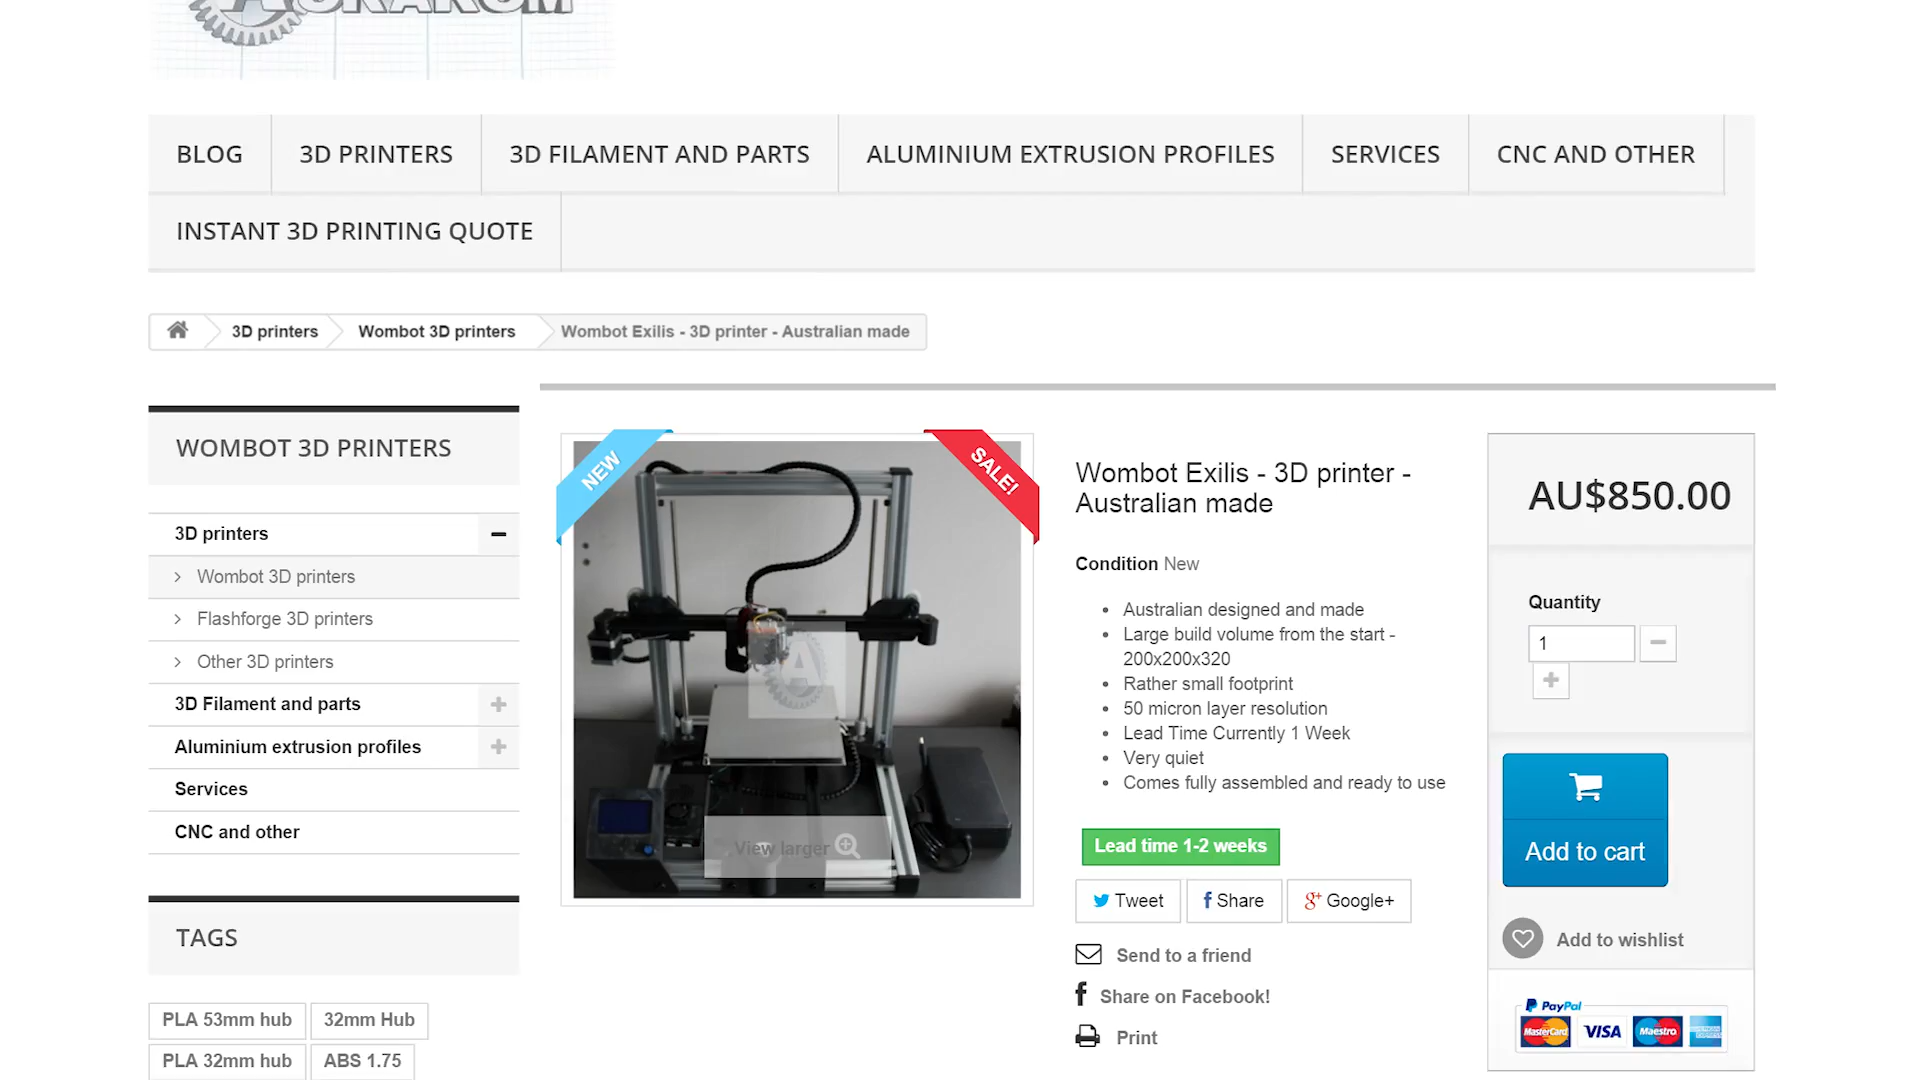 AURARUM
BLOG
3D PRINTERS
3D FILAMENT AND PARTS
ALUMINIUM EXTRUSION PROFILES
SERVICES
CNC AND OTHER
INSTANT 3D PRINTING QUOTE
3D printers
Wombot 3D printers
Wombot Exilis - 3D printer - Australian made
WOMBOT 3D PRINTERS
3D printers
Wombot 3D printers
Flashforge 3D printers
Other 3D printers
3D Filament and parts
Aluminium extrusion profiles
Services
CNC and other
TAGS
PLA 53mm hub
32mm Hub
PLA 32mm hub
ABS 1.75
NEW
SALE!
A
View larger
Wombot Exilis - 3D printer -
Australian made
Condition New
Australian designed and made
Large build volume from the start -
200x200x320
Rather small footprint
50 micron layer resolution
Lead Time Currently 1 Week
Very quiet
Comes fully assembled and ready to use
Lead time 1-2 weeks
Tweet
Share
Google+
Send to a friend
Share on Facebook!
Print
AU$850.00
Quantity
1
Add to cart
Add to wishlist
PayPal
MasterCard
VISA
Maestro
AMERICAN EXPRESS